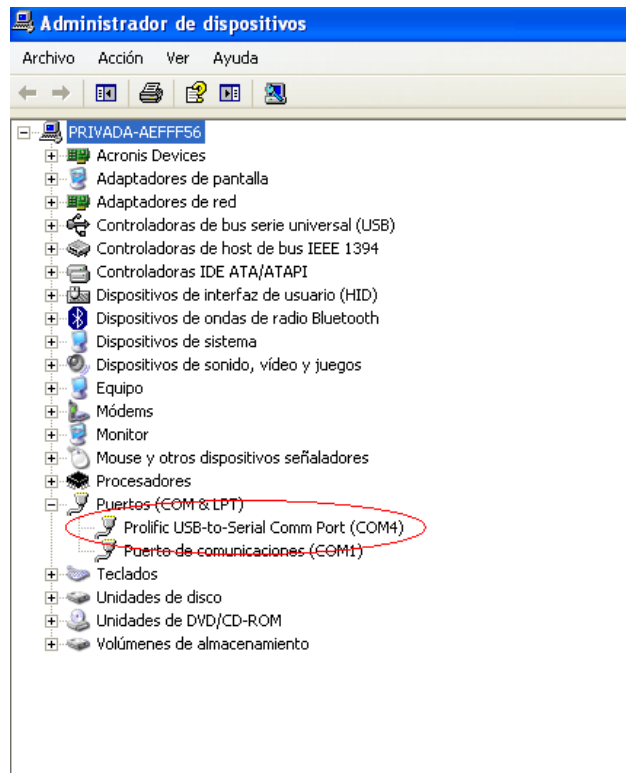 Administrador de dispositivos
Archivo Acción Ver Ayuda
PRIVADA-AEFFF56
Acronis Devices
Adaptadores de pantalla
Adaptadores de red
Controladoras de bus serie universal (USB)
Controladoras de host de bus IEEE 1394
Controladoras IDE ATA/ATAPI
Dispositivos de interfaz de usuario (HID)
Dispositivos de ondas de radio Bluetooth
Dispositivos de sistema
Dispositivos de sonido, vídeo y juegos
Equipo
Módems
Monitor
Mouse y otros dispositivos señaladores
Procesadores
Puertos (COM & LPT)
Prolific USB-to-Serial Comm Port (COM4)
Puerto de comunicaciones (COM1)
Teclados
Unidades de disco
Unidades de DVD/CD-ROM
Volúmenes de almacenamiento